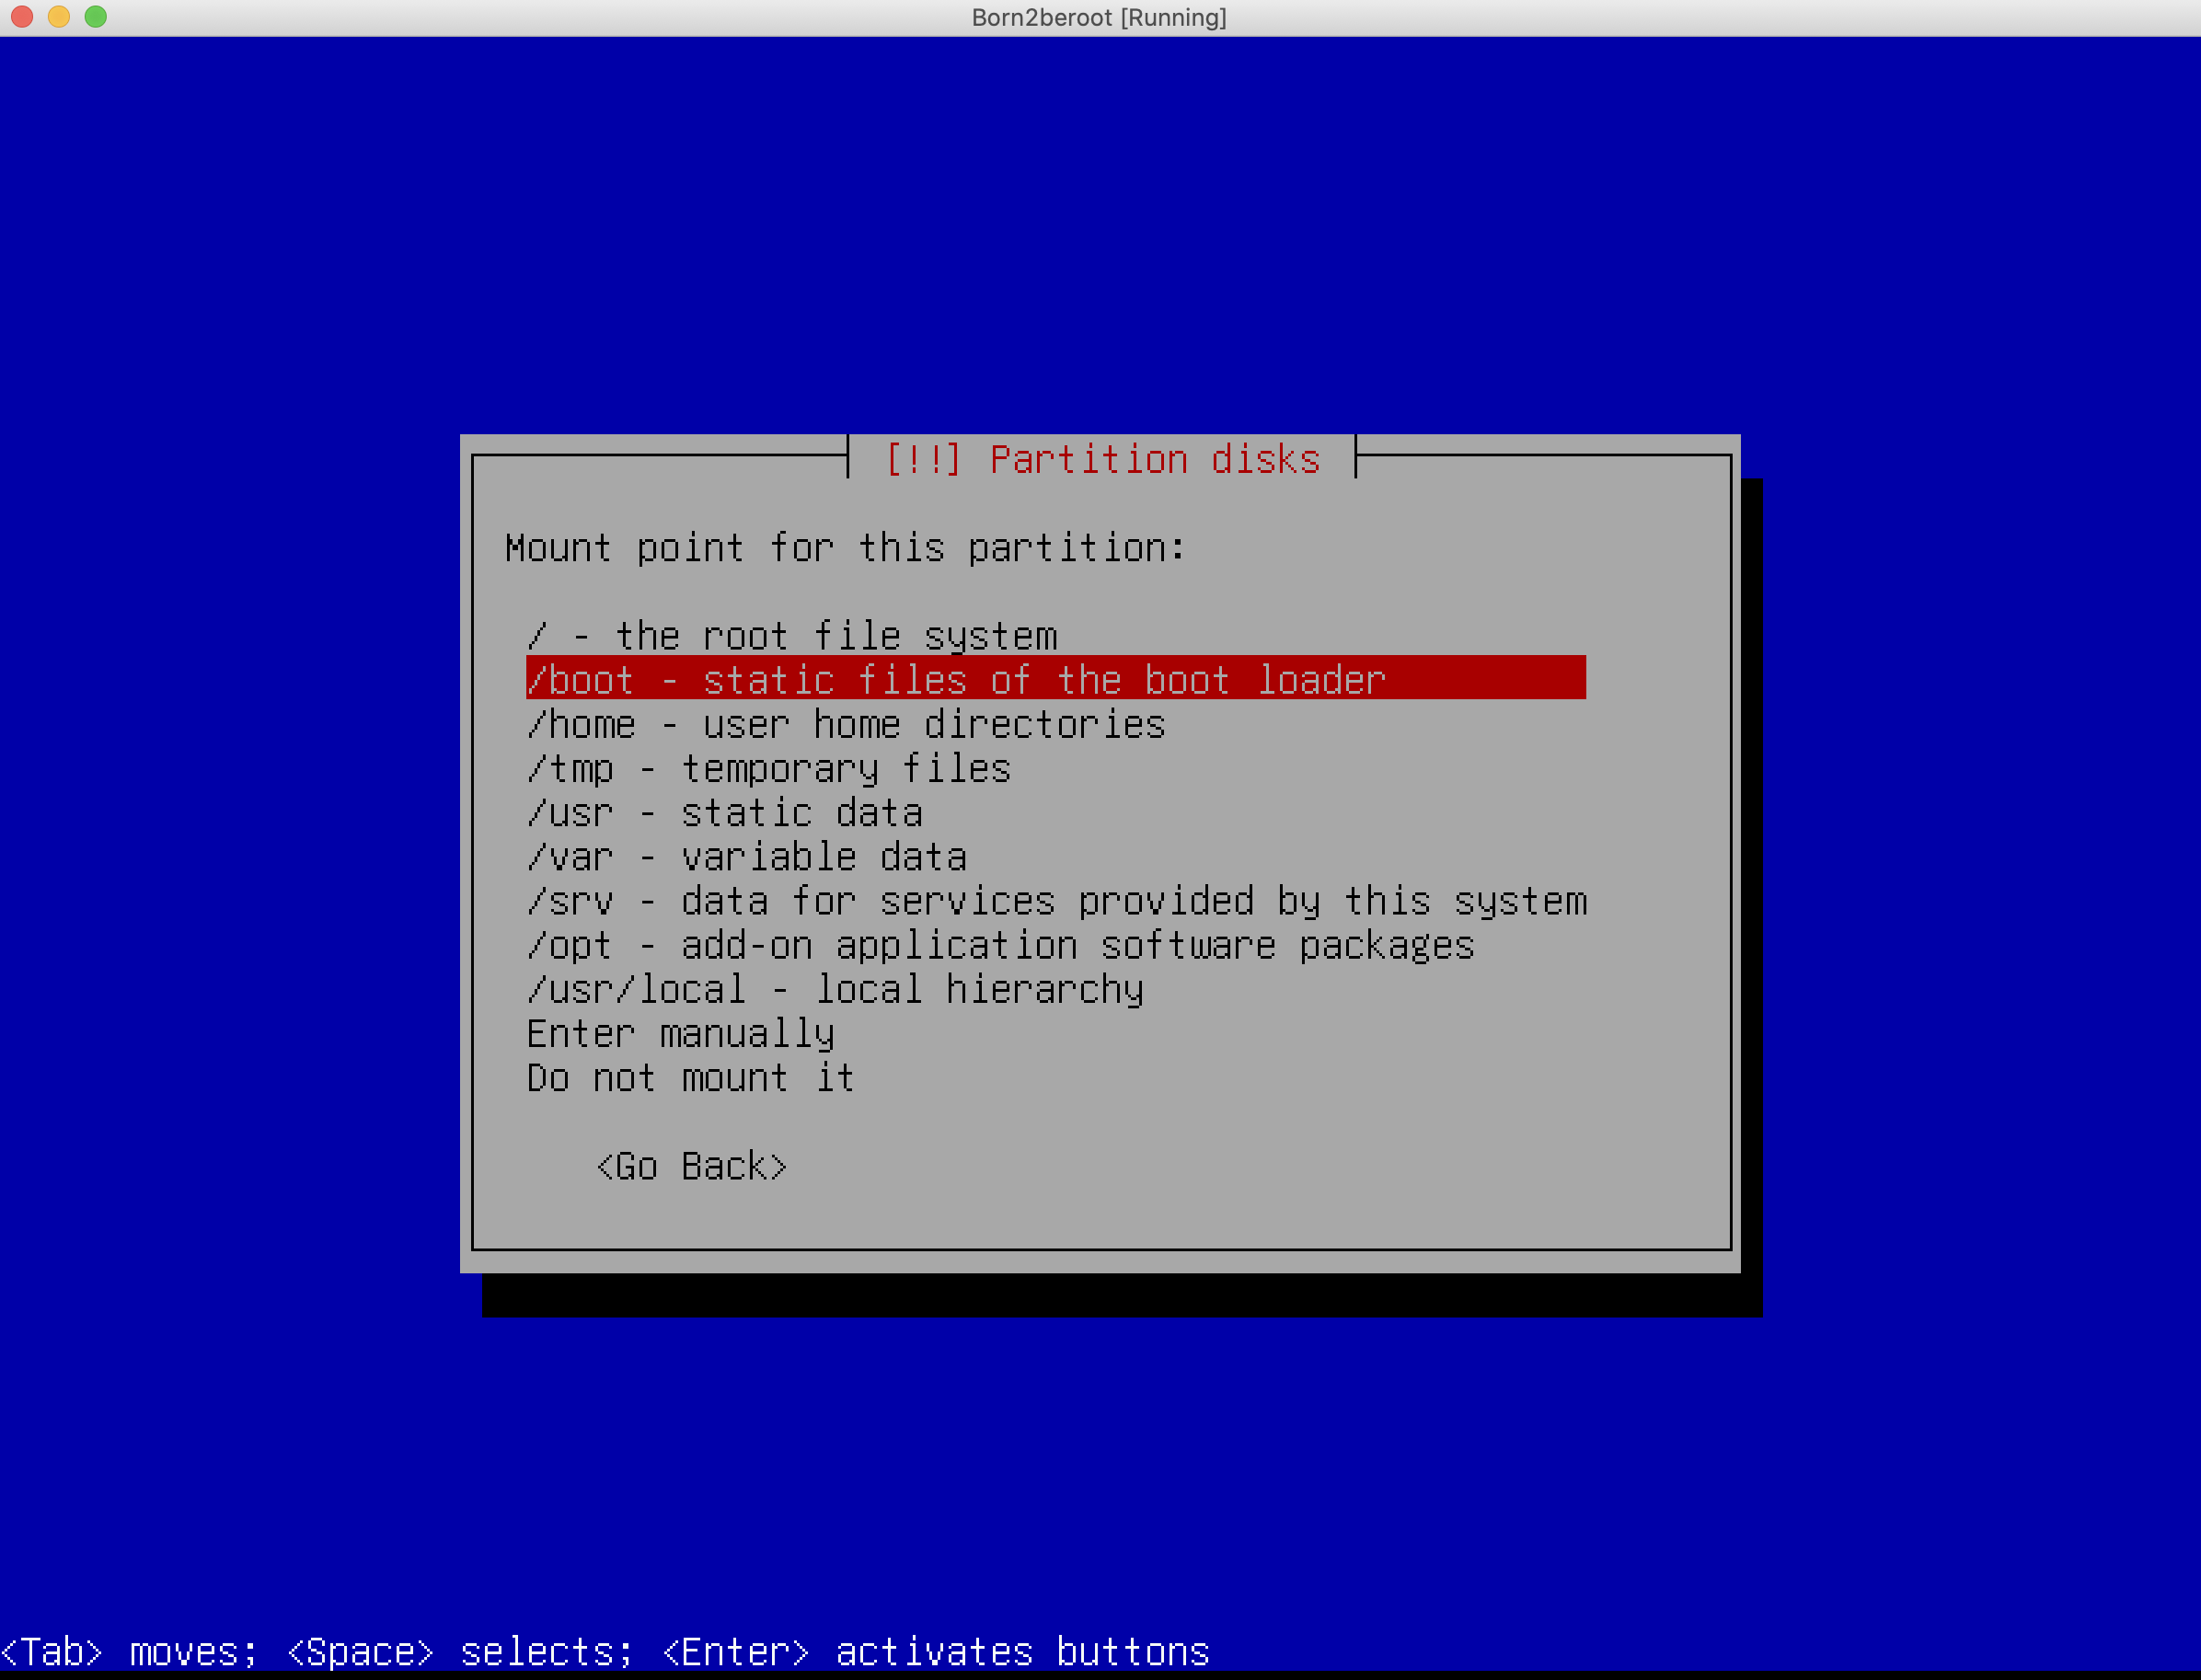 Born2beroot [Running]
[!!] Partition disks
Mount point for this partition:
/ - the root file system
/boot - static files of the boot loader
/home - user home directories
/tmp - temporary files
/usr - static data
/var - variable data
/srv - data for services provided by this system
/opt - add-on application software packages
/usr/local - local hierarchy
Enter manually
Do not mount it
<Go Back>
<Tab> moves; <Space> selects; <Enter> activates buttons